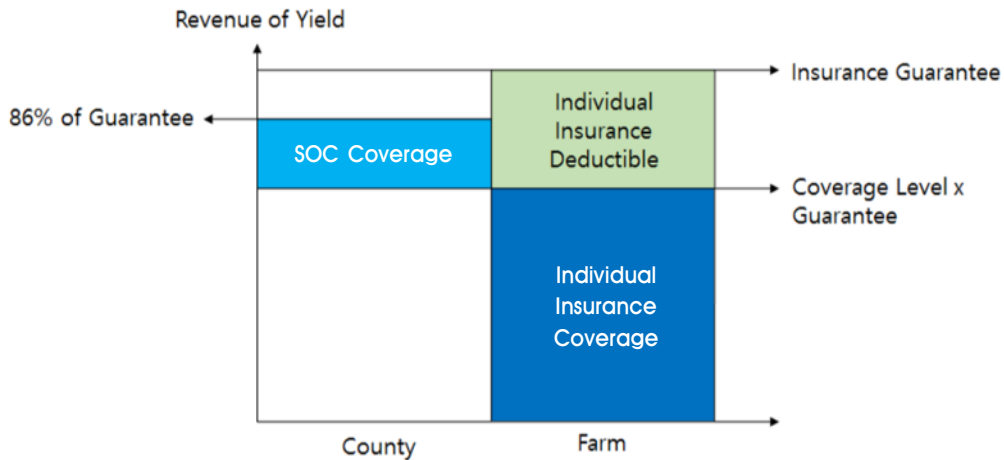 Revenue of Yield
Insurance Guarantee
86% of Guarantee
Individual
Insurance
Deductible
SOC Coverage
Coverage Level x
Guarantee
Individual
Insurance
Coverage
County
Farm